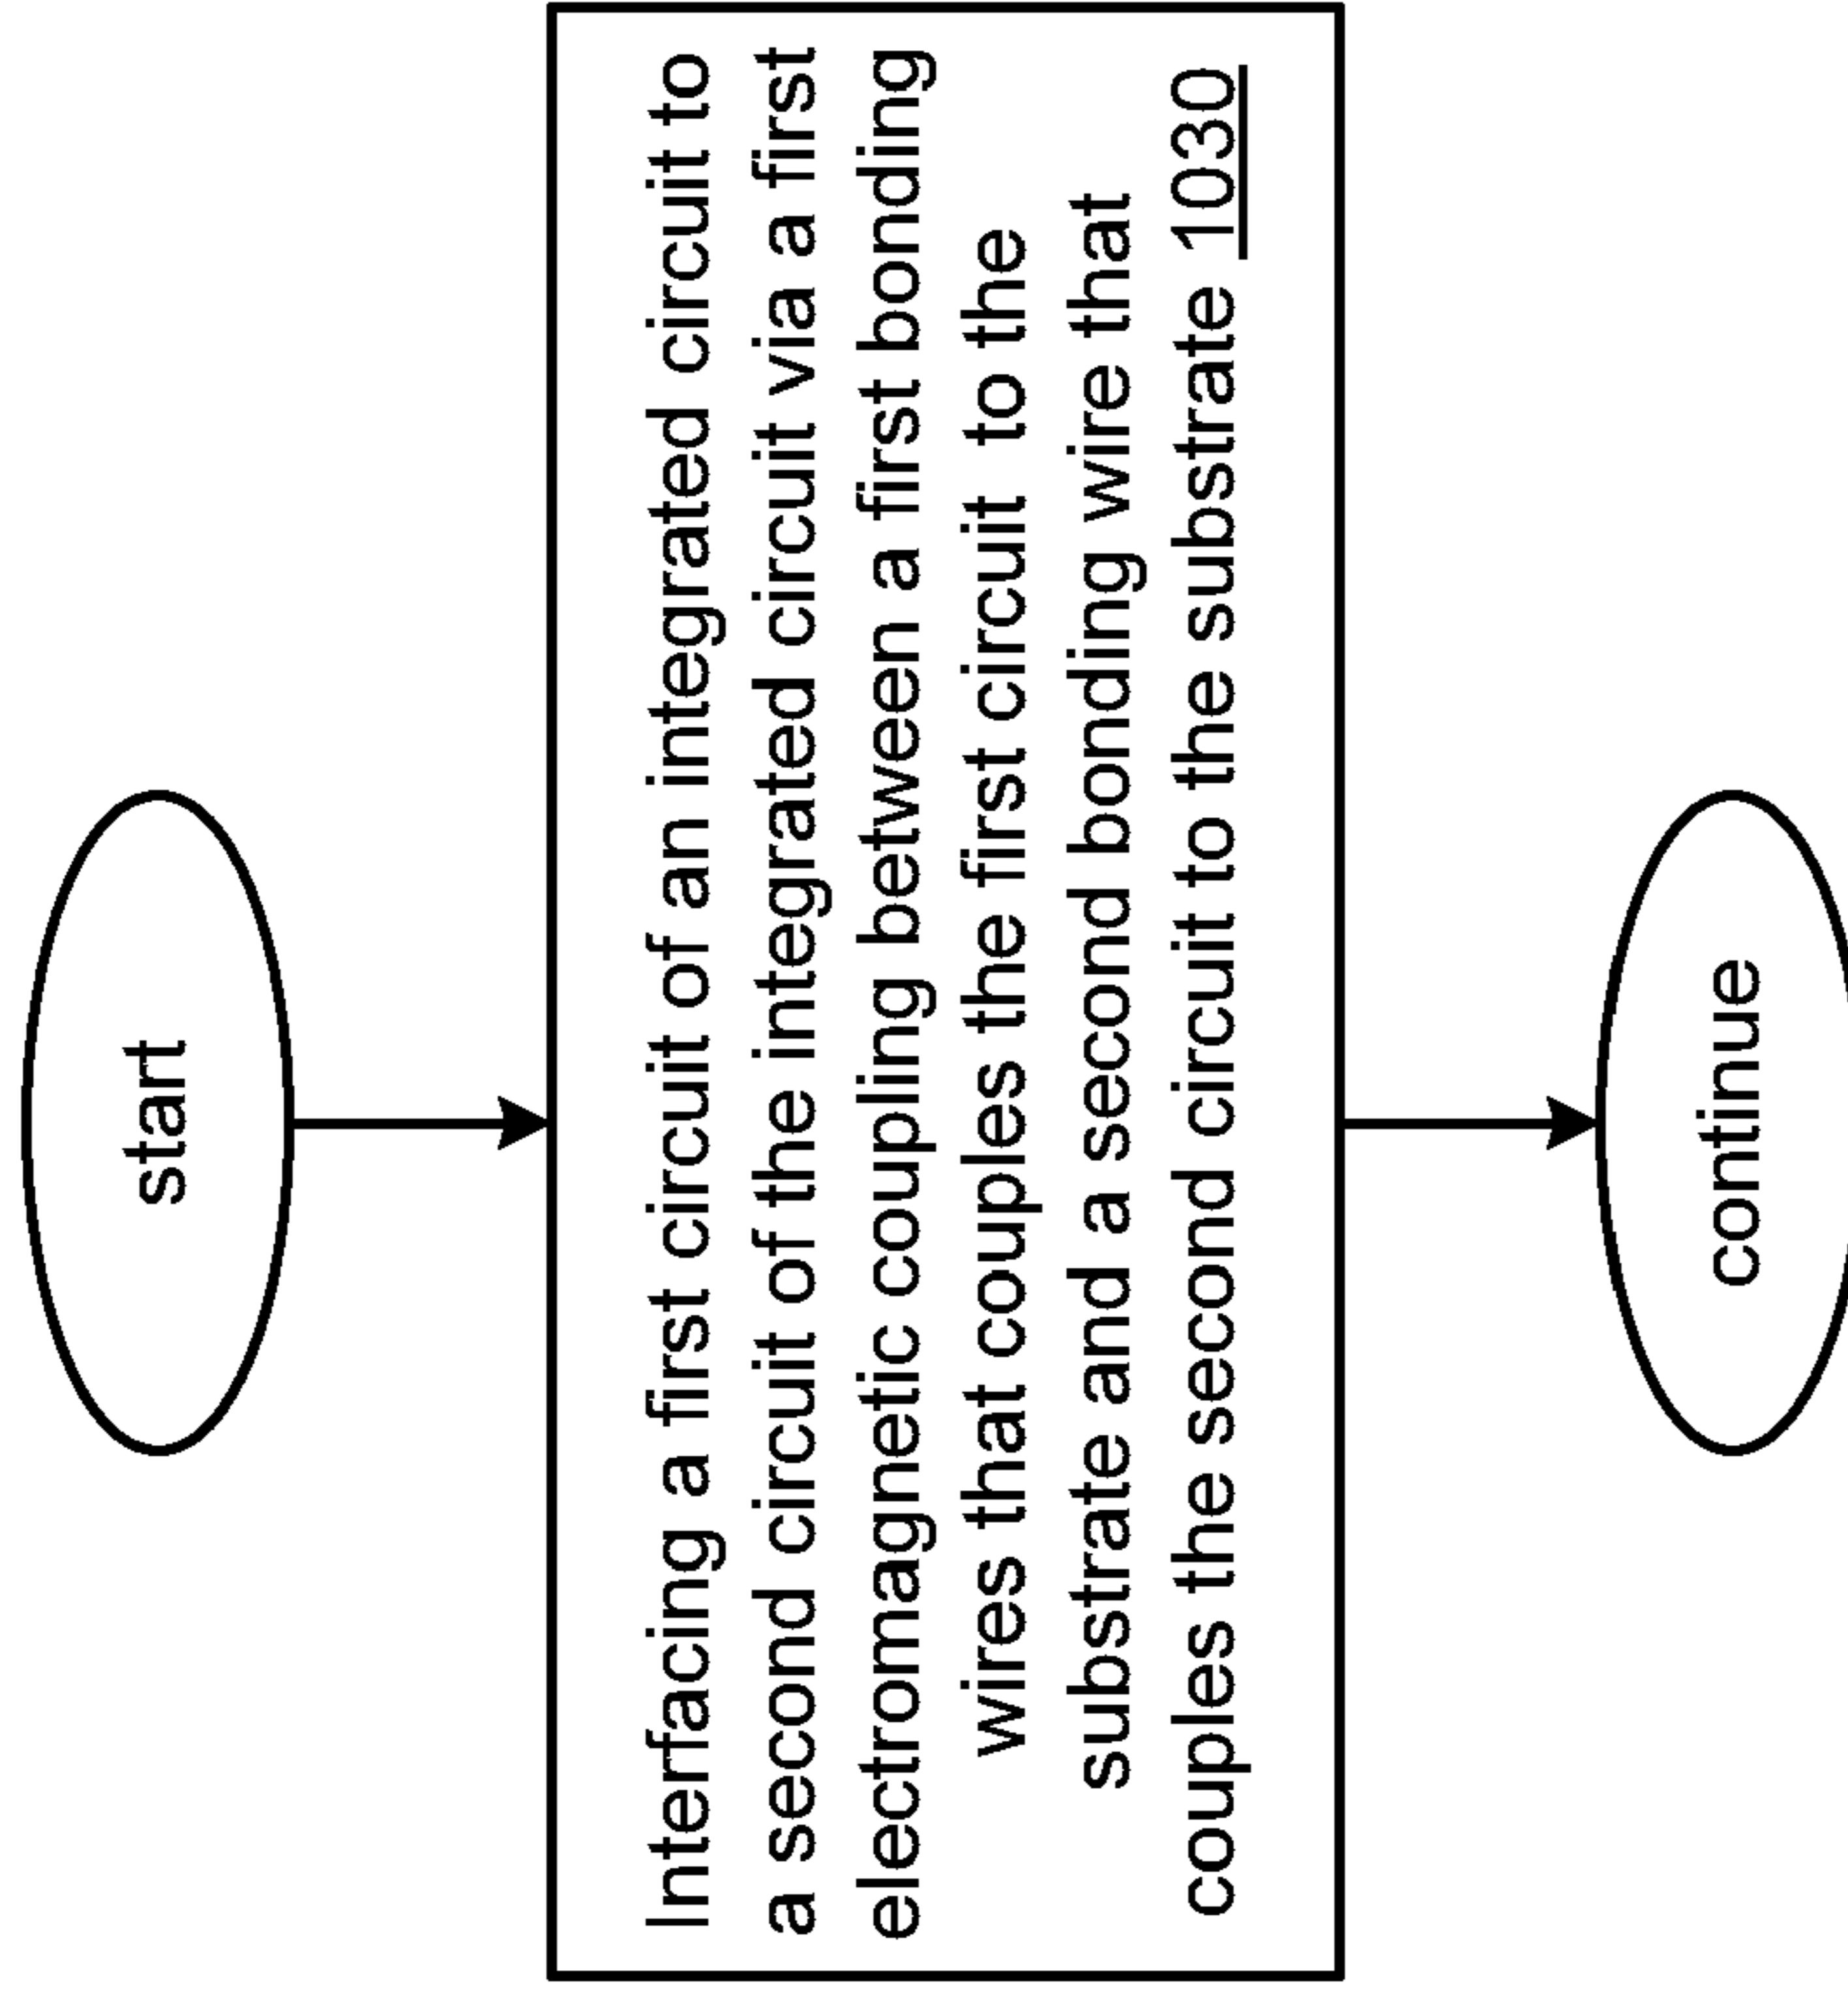 start
Interfacing a first circuit of an integrated circuit to
a second circuit of the integrated circuit via a first
electromagnetic coupling between a first bonding
wires that couples the first circuit to the
substrate and a second bonding wire that
couples the second circuit to the substrate 1030
continue